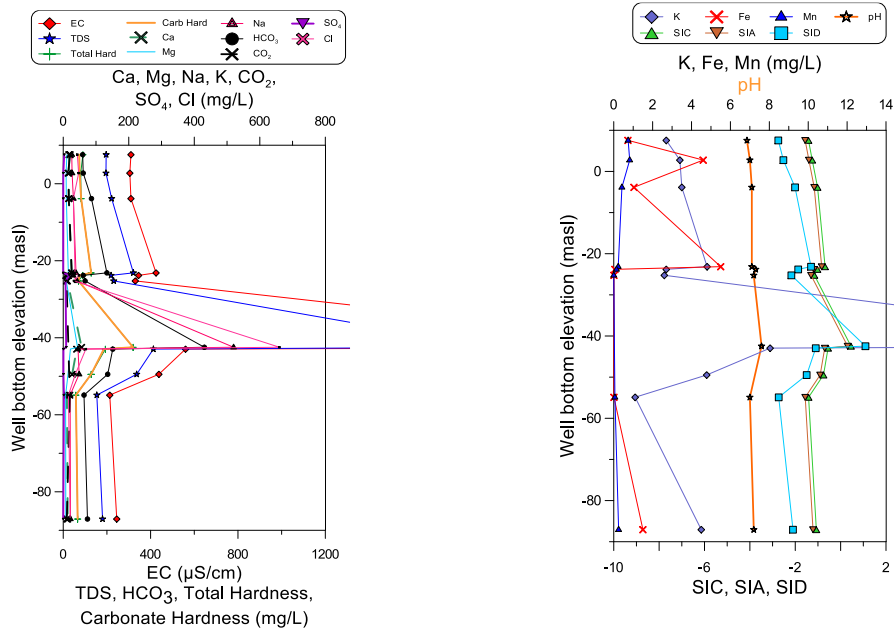 EC
TDS
Total Hard
Carb Hard
Ca
Mg
Na
HCO₃
CO₂
SO₄
Cl
Ca, Mg, Na, K, CO₂,
SO₄, Cl (mg/L)
0 200 400 600 800
Well bottom elevation (masl)
0
-20
-40
-60
-80
0 400 800 1200
EC (µS/cm)
TDS, HCO₃, Total Hardness,
Carbonate Hardness (mg/L)
K Fe Mn pH
SIC SIA SID
K, Fe, Mn (mg/L)
pH
0 2 4 6 8 10 12 14
Well bottom elevation (masl)
0
-20
-40
-60
-80
-10 -6 -2 2
SIC, SIA, SID